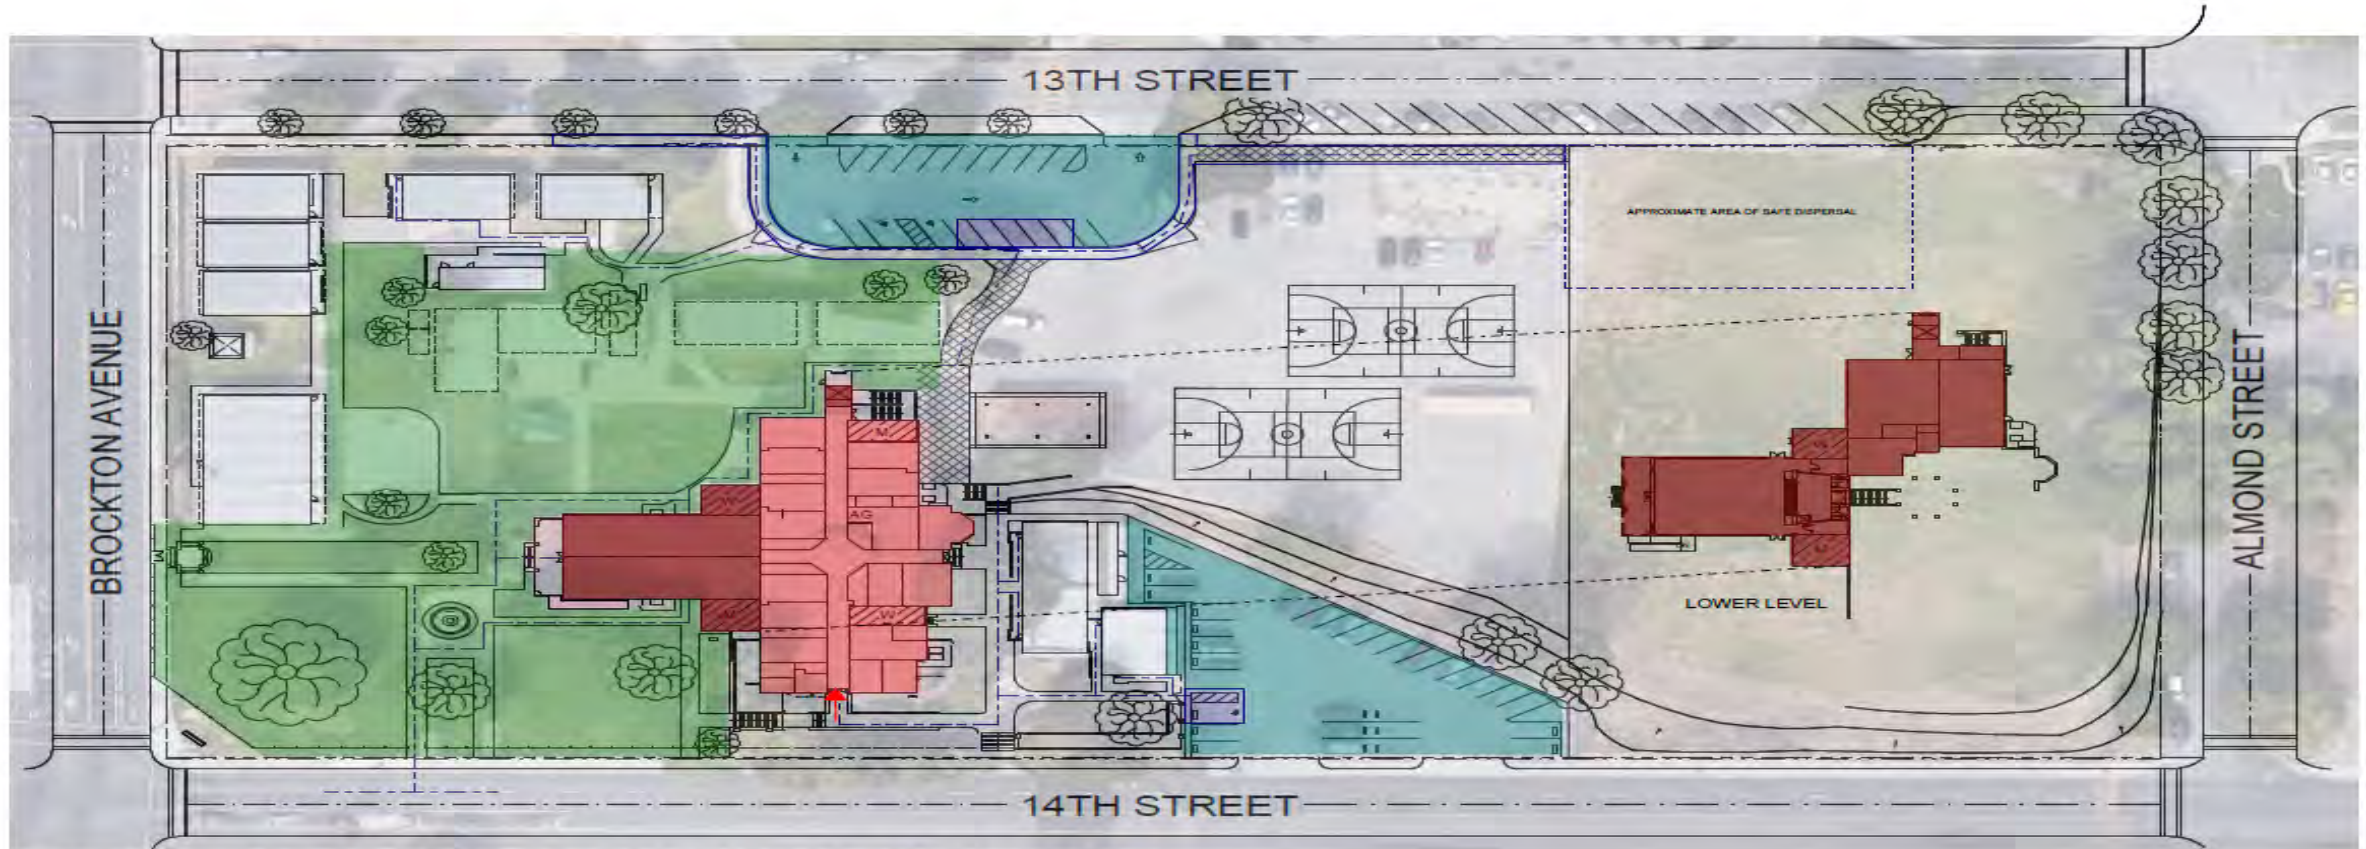 13TH STREET
APPROXIMATE AREA OF SAFE DISPERSAL
BROCKTON AVENUE
ALMOND STREET
M
AG
W
LOWER LEVEL
14TH STREET